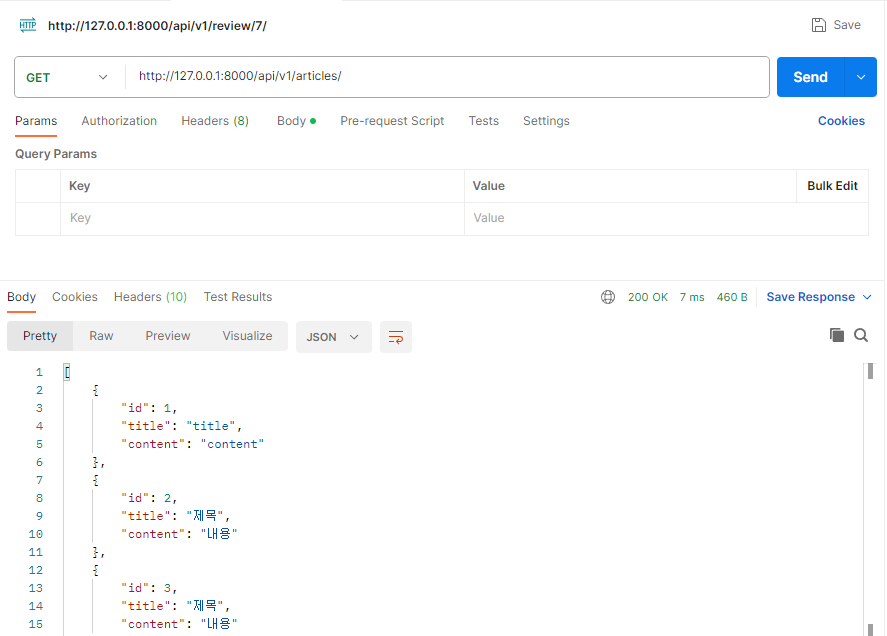 HTTP http://127.0.0.1:8000/api/v1/review/7/ Save
GET http://127.0.0.1:8000/api/v1/articles/ Send
Params Authorization Headers (8) Body Pre-request Script Tests Settings Cookies
Query Params
Key Value Bulk Edit
Key Value
Body Cookies Headers (10) Test Results 200 OK 7 ms 460 B Save Response
Pretty Raw Preview Visualize JSON
1 [
2 {
3 "id": 1,
4 "title": "title",
5 "content": "content"
6 },
7 {
8 "id": 2,
9 "title": "제목",
10 "content": "내용"
11 },
12 {
13 "id": 3,
14 "title": "제목",
15 "content": "내용"